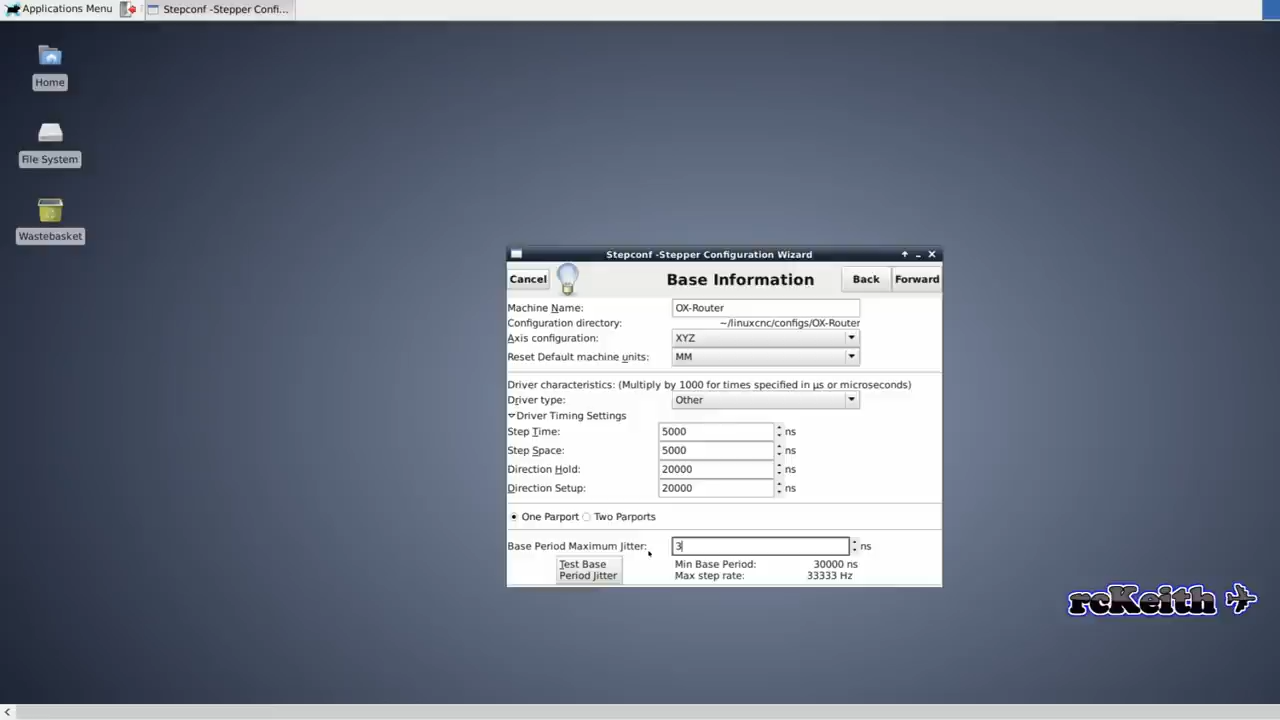 Applications Menu
Stepconf -Stepper Confi...
Home
File System
Wastebasket
Stepconf -Stepper Configuration Wizard
Cancel
Base Information
Back
Forward
Machine Name:
OX-Router
Configuration directory:
~/linuxcnc/configs/OX-Router
Axis configuration:
XYZ
Reset Default machine units:
MM
Driver characteristics: (Multiply by 1000 for times specified in µs or microseconds)
Driver type:
Other
Driver Timing Settings
Step Time:
5000
ns
Step Space:
5000
ns
Direction Hold:
20000
ns
Direction Setup:
20000
ns
One Parport
Two Parports
Base Period Maximum Jitter:
3
ns
Test Base
Period Jitter
Min Base Period:
30000 ns
Max step rate:
33333 Hz
rcKeith